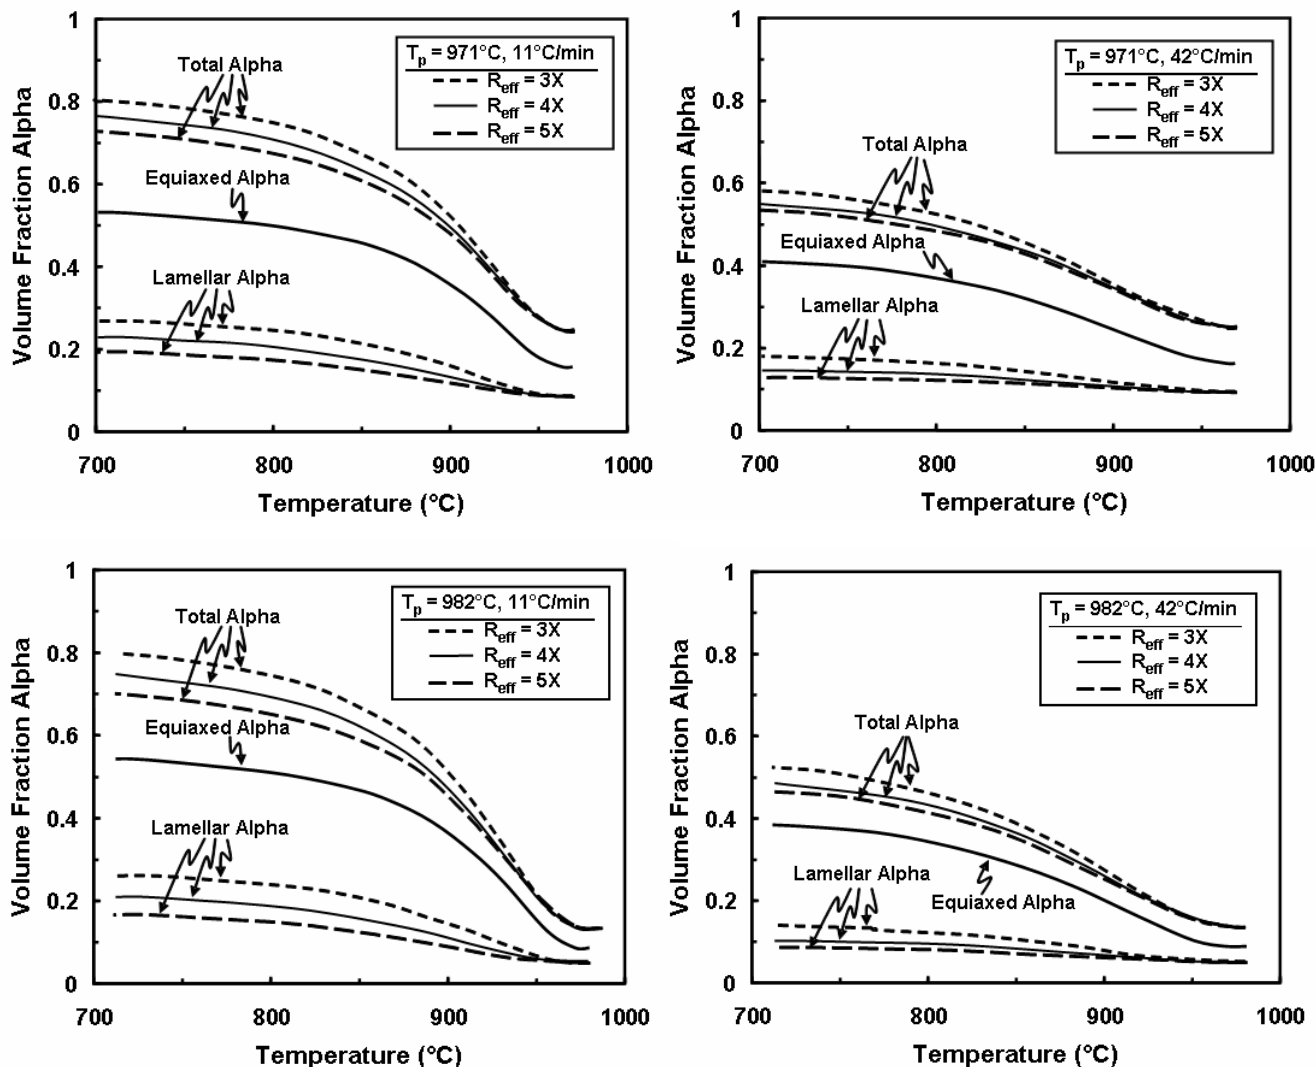 Volume Fraction Alpha
1
0.8
0.6
0.4
0.2
0
700
800
900
1000
Temperature (°C)
Total Alpha
Equiaxed Alpha
Lamellar Alpha
Tp = 971°C, 11°C/min
Reff = 3X
Reff = 4X
Reff = 5X
Volume Fraction Alpha
1
0.8
0.6
0.4
0.2
0
700
800
900
1000
Temperature (°C)
Total Alpha
Equiaxed Alpha
Lamellar Alpha
Tp = 971°C, 42°C/min
Reff = 3X
Reff = 4X
Reff = 5X
Volume Fraction Alpha
1
0.8
0.6
0.4
0.2
0
700
800
900
1000
Temperature (°C)
Total Alpha
Equiaxed Alpha
Lamellar Alpha
Tp = 982°C, 11°C/min
Reff = 3X
Reff = 4X
Reff = 5X
Volume Fraction Alpha
1
0.8
0.6
0.4
0.2
0
700
800
900
1000
Temperature (°C)
Total Alpha
Lamellar Alpha
Equiaxed Alpha
Tp = 982°C, 42°C/min
Reff = 3X
Reff = 4X
Reff = 5X